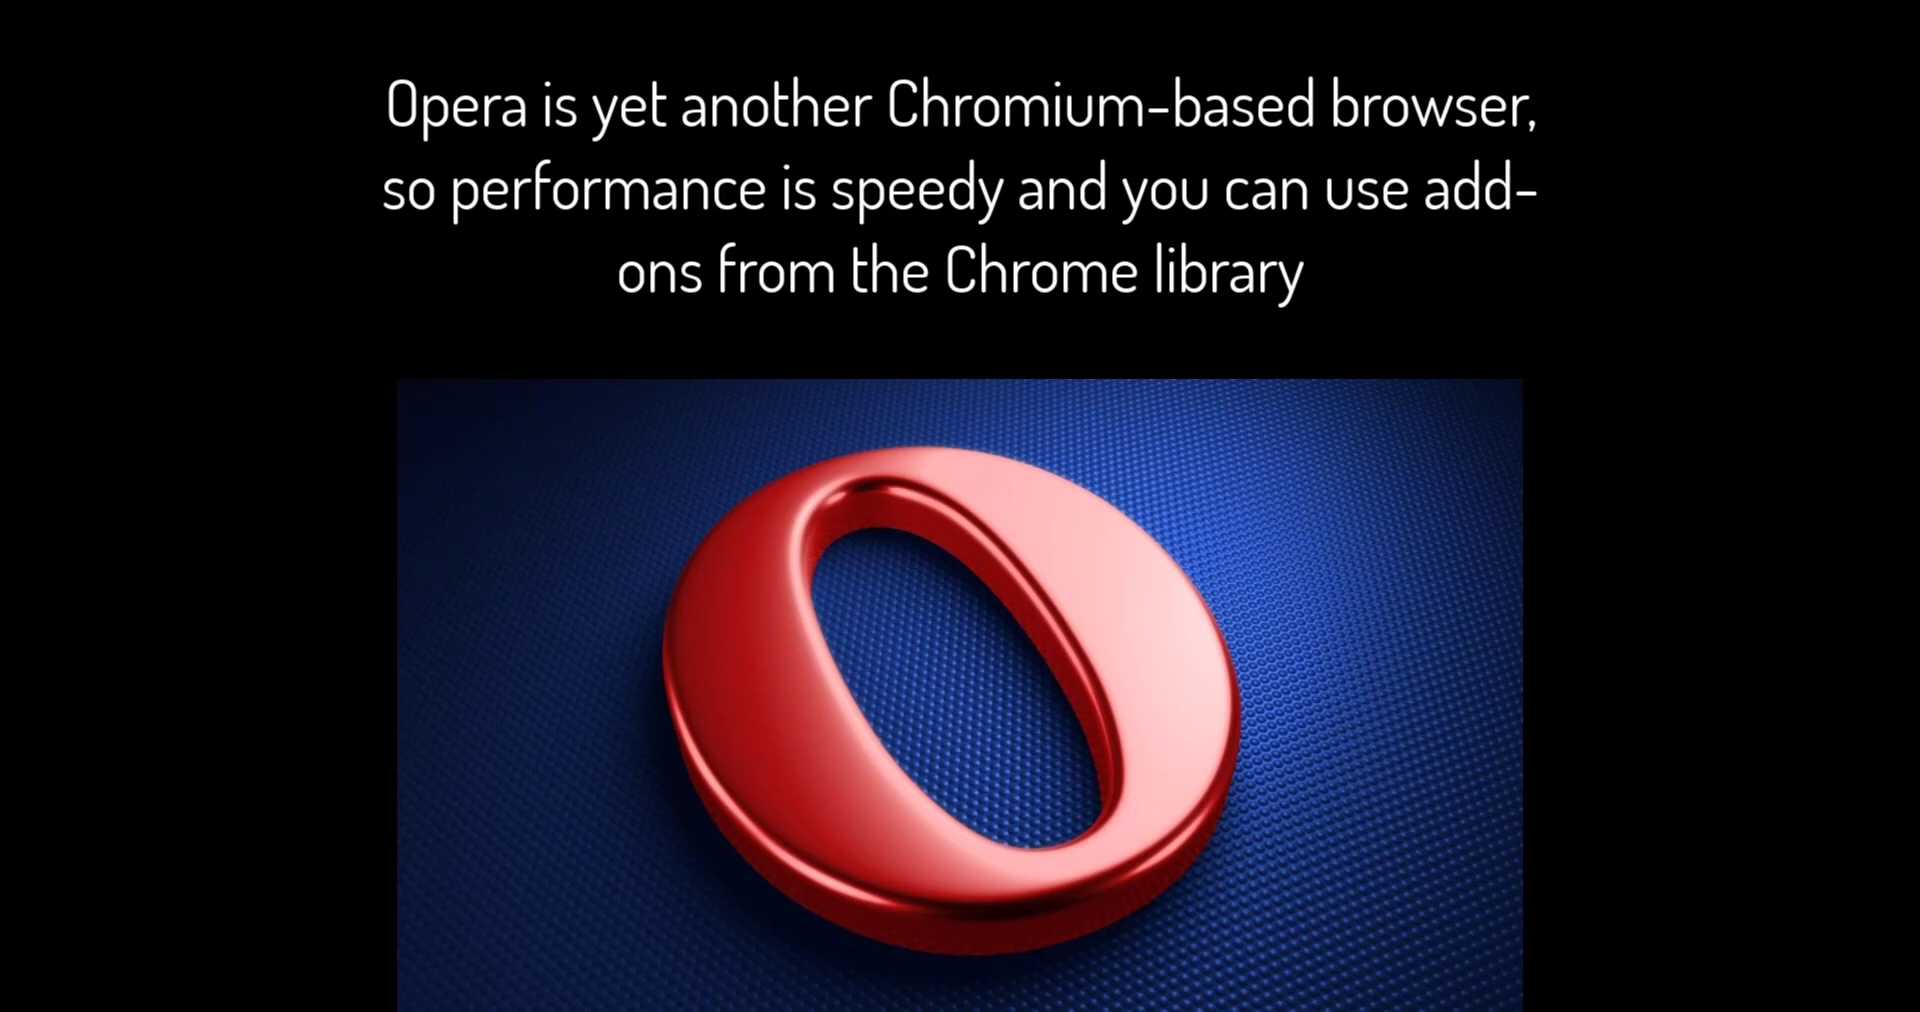 Opera is yet another Chromium-based browser,
so performance is speedy and you can use add-
ons from the Chrome library